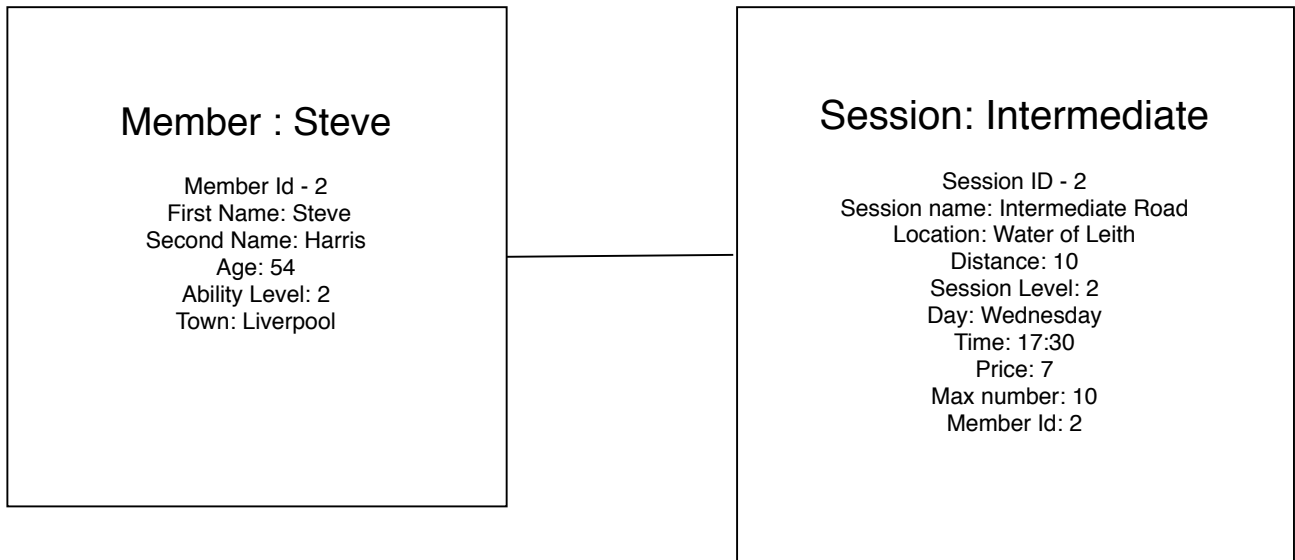 Member : Steve
Member Id - 2
First Name: Steve
Second Name: Harris
Age: 54
Ability Level: 2
Town: Liverpool
Session: Intermediate
Session ID - 2
Session name: Intermediate Road
Location: Water of Leith
Distance: 10
Session Level: 2
Day: Wednesday
Time: 17:30
Price: 7
Max number: 10
Member Id: 2